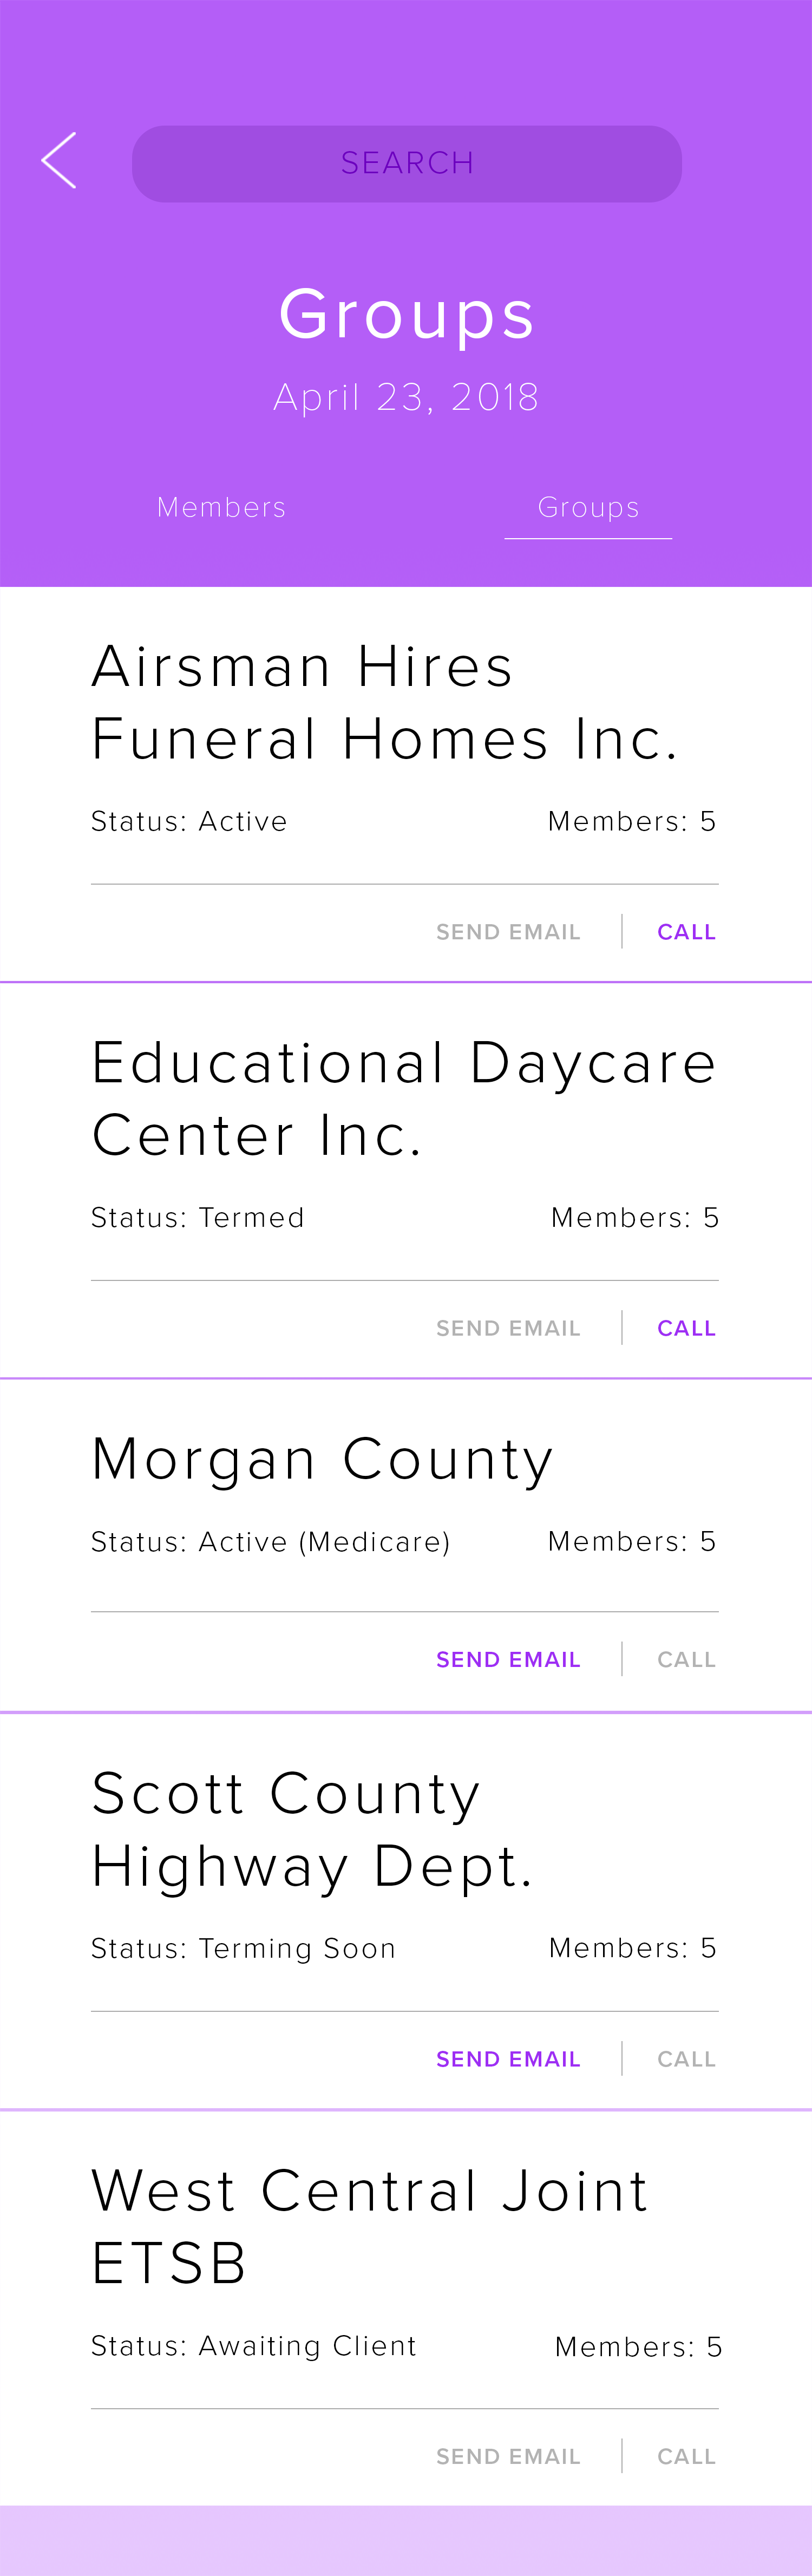 SEARCH
Groups
April 23, 2018
Members Groups
Airsman Hires
Funeral Homes Inc.
Status: Active Members: 5
SEND EMAIL CALL
Educational Daycare
Center Inc.
Status: Termed Members: 5
SEND EMAIL CALL
Morgan County
Status: Active (Medicare) Members: 5
SEND EMAIL CALL
Scott County
Highway Dept.
Status: Terming Soon Members: 5
SEND EMAIL CALL
West Central Joint
ETSB
Status: Awaiting Client Members: 5
SEND EMAIL CALL